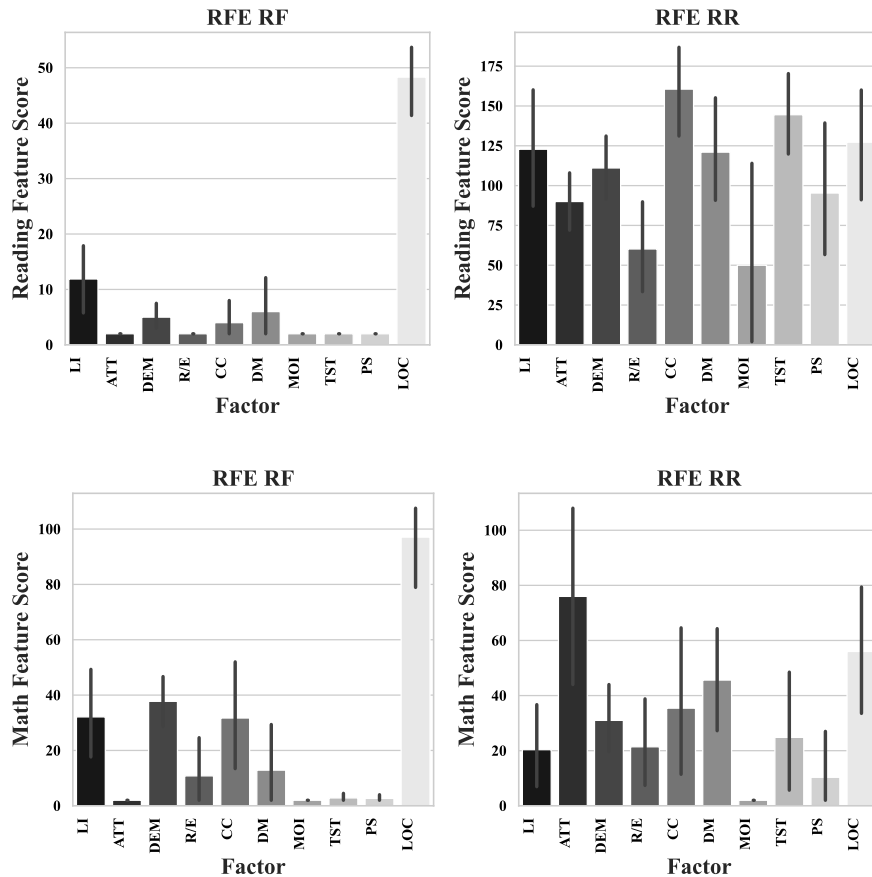 RFE RF
Reading Feature Score
50
40
30
20
10
0
LI ATT DEM R/E CC DM MOI TST PS LOC
Factor
RFE RR
Reading Feature Score
175
150
125
100
75
50
25
0
LI ATT DEM R/E CC DM MOI TST PS LOC
Factor
RFE RF
Math Feature Score
100
80
60
40
20
0
LI ATT DEM R/E CC DM MOI TST PS LOC
Factor
RFE RR
Math Feature Score
100
80
60
40
20
0
LI ATT DEM R/E CC DM MOI TST PS LOC
Factor